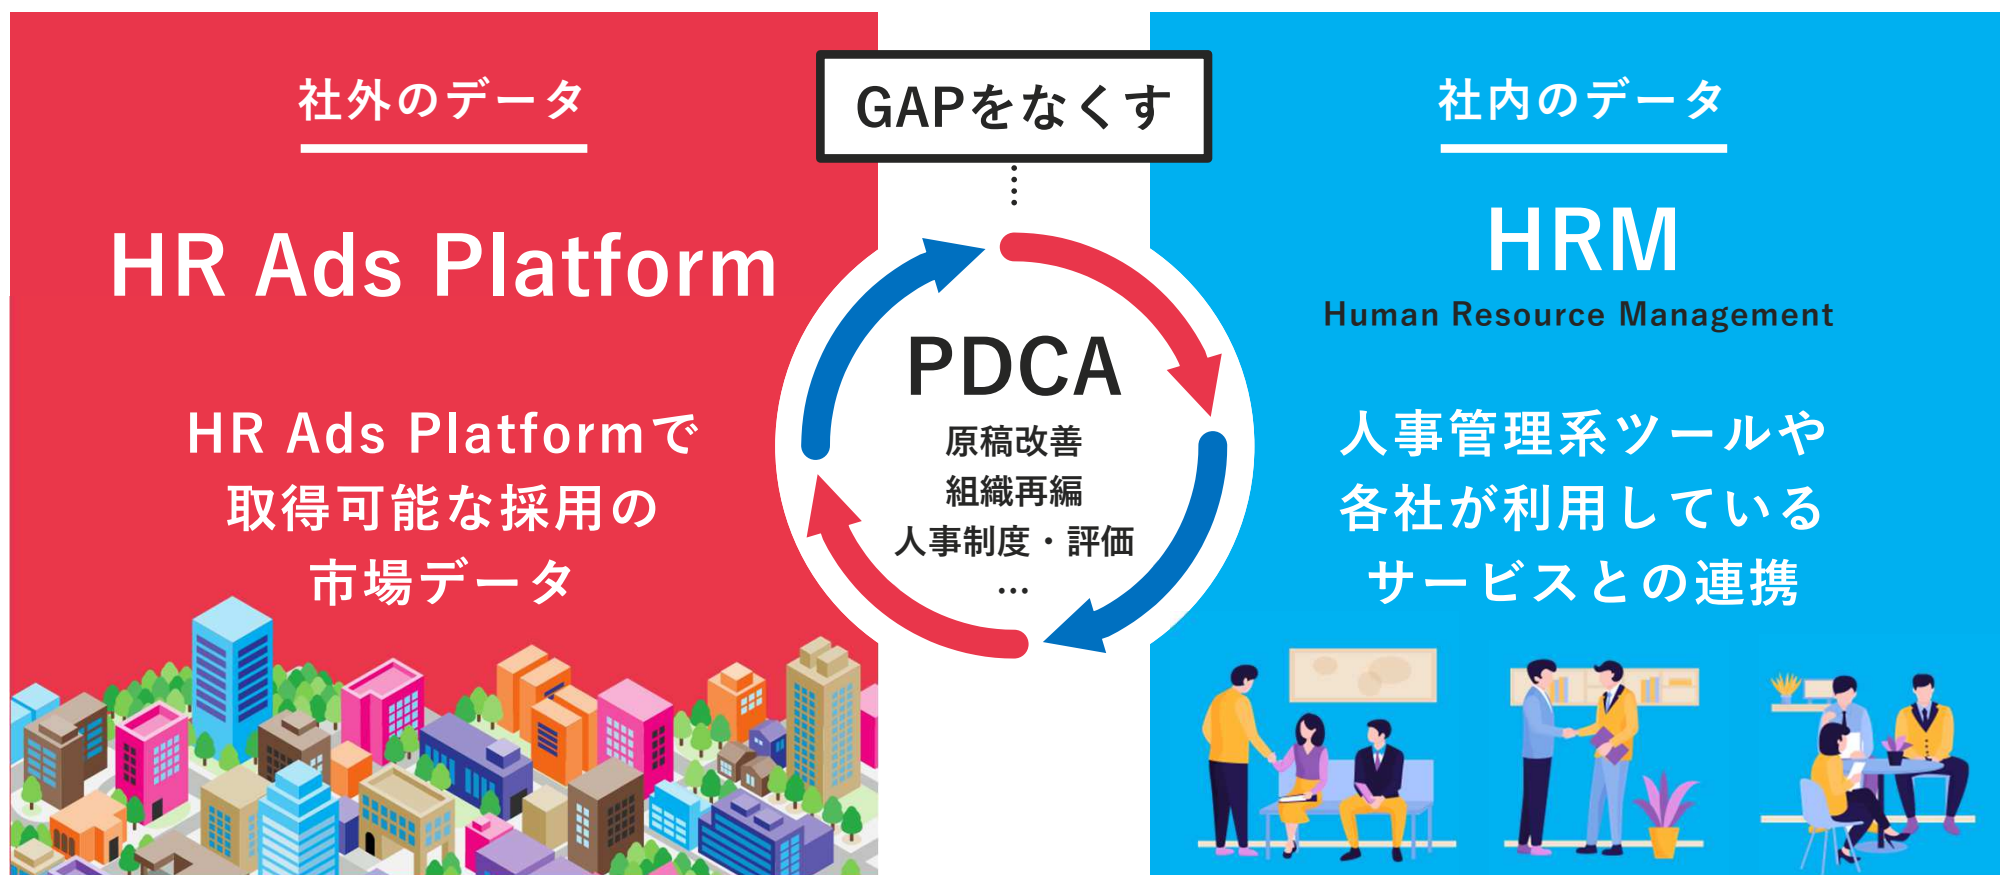 社外のデータ
HR Ads Platform
HR Ads Platformで
取得可能な採用の
市場データ
GAPをなくす
PDCA
原稿改善
組織再編
人事制度・評価
…
社内のデータ
HRM
Human Resource Management
人事管理系ツールや
各社が利用している
サービスとの連携